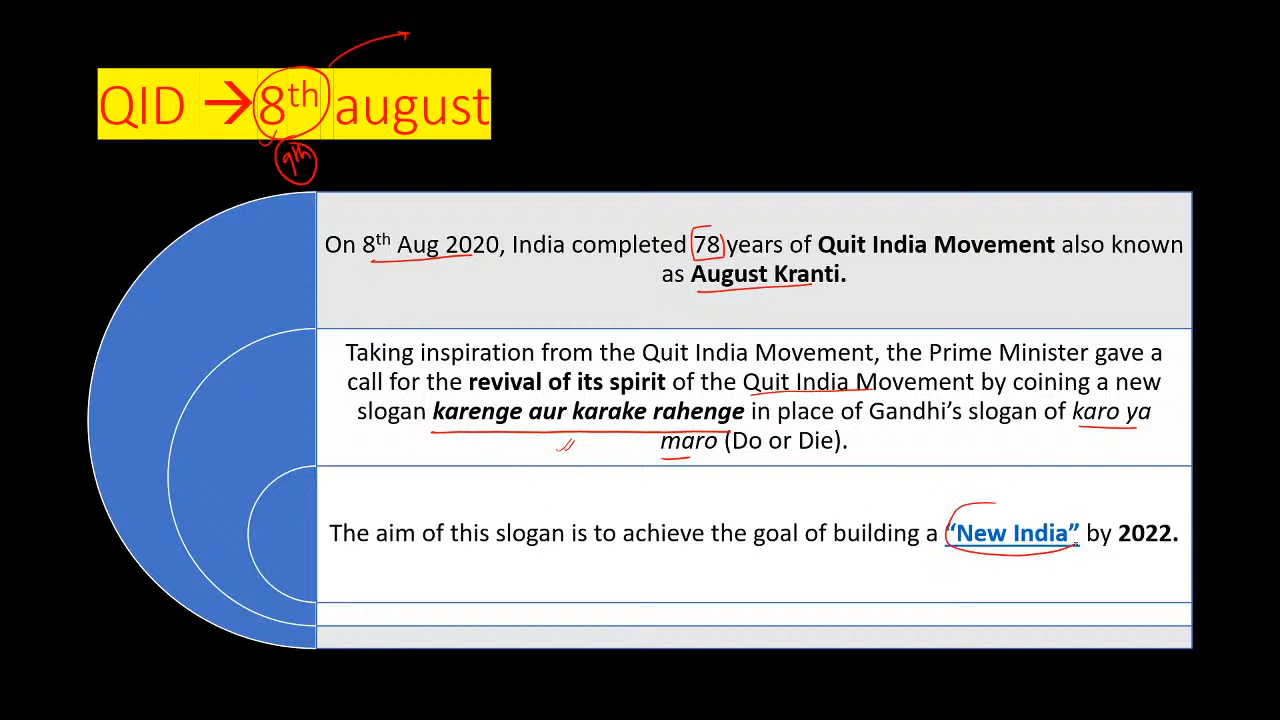 QID → 8th august
9th
On 8th Aug 2020, India completed 78 years of Quit India Movement also known
as August Kranti.
Taking inspiration from the Quit India Movement, the Prime Minister gave a
call for the revival of its spirit of the Quit India Movement by coining a new
slogan karenge aur karake rahenge in place of Gandhi’s slogan of karo ya
maro (Do or Die).
The aim of this slogan is to achieve the goal of building a “New India” by 2022.